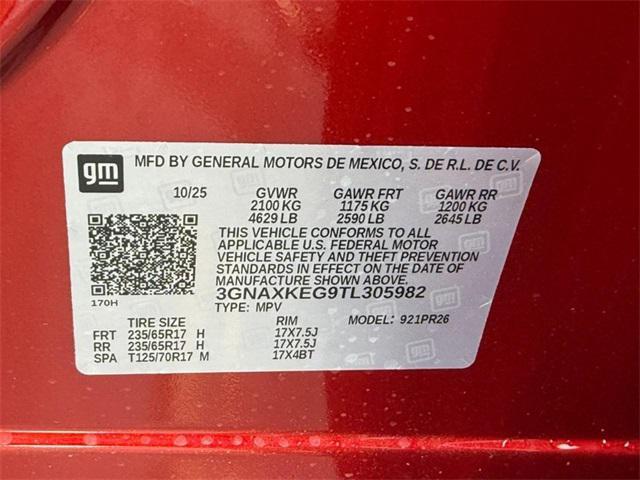 gm MFD BY GENERAL MOTORS DE MEXICO, S. DE R.L. DE C.V.
10/25 GVWR GAWR FRT GAWR RR
2100 KG 1175 KG 1200 KG
4629 LB 2590 LB 2645 LB
THIS VEHICLE CONFORMS TO ALL
APPLICABLE U.S. FEDERAL MOTOR
VEHICLE SAFETY AND THEFT
PREVENTION STANDARDS IN
EFFECT ON THE DATE OF
MANUFACTURE SHOWN ABOVE.
3GNAXKEG9TL305982
170H TYPE: MPV
TIRE SIZE RIM MODEL: 921PR26
FRT 235/65R17 H 17X7.5J
RR 235/65R17 H 17X7.5J
SPA T125/70R17 M 17X4BT